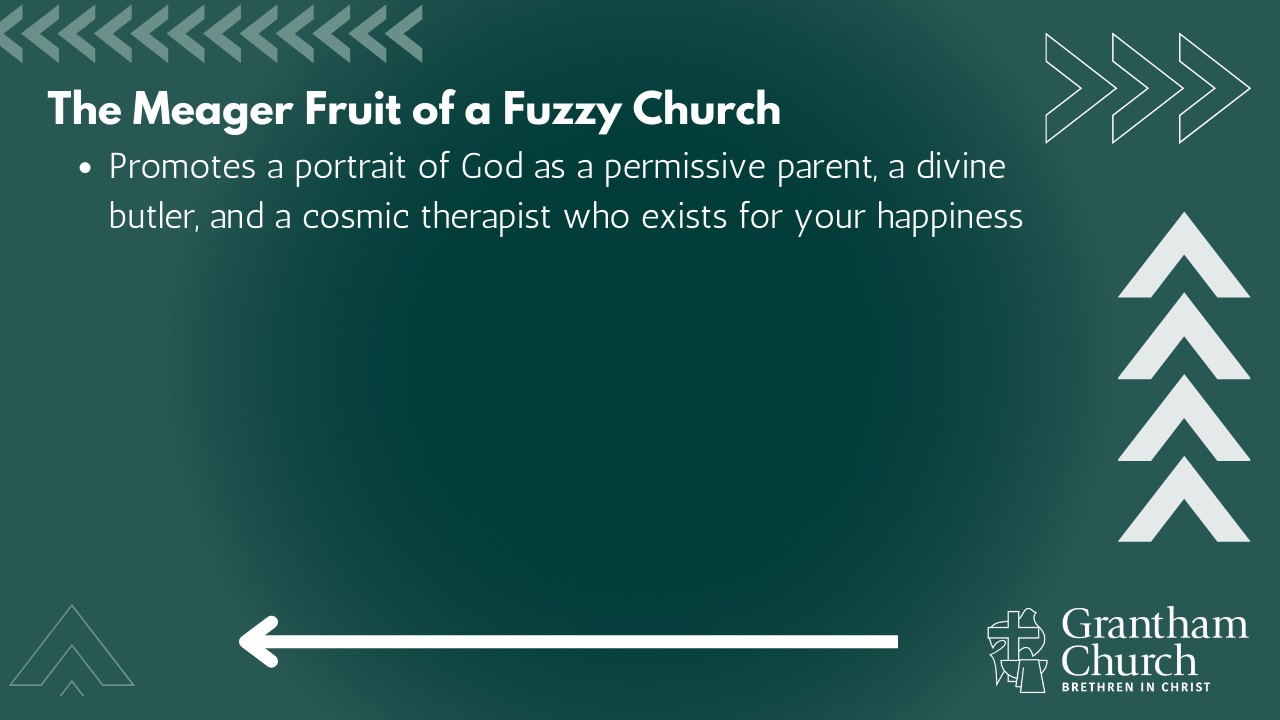 The Meager Fruit of a Fuzzy Church
• Promotes a portrait of God as a permissive parent, a divine
butler, and a cosmic therapist who exists for your happiness
Grantham
Church
BRETHREN IN CHRIST